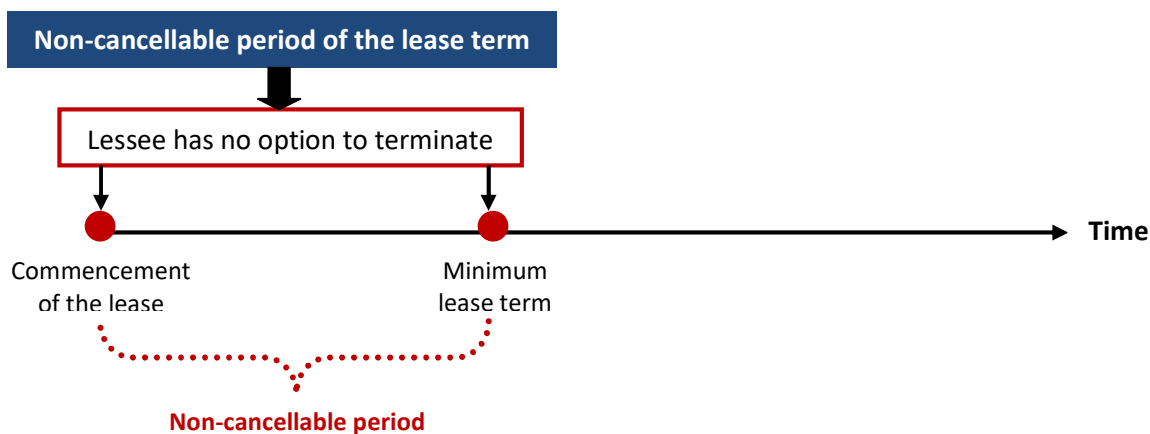 Non-cancellable period of the lease term
Lessee has no option to terminate
Time
Commencement
of the lease
Minimum
lease term
Non-cancellable period